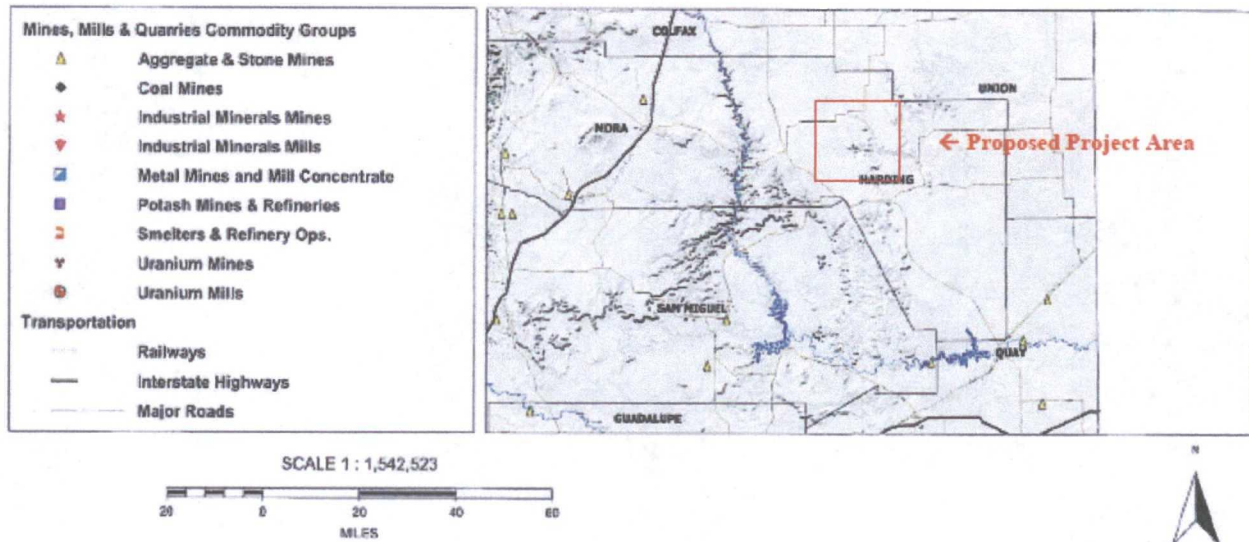 Mines, Mills & Quarries Commodity Groups
Aggregate & Stone Mines
Coal Mines
Industrial Minerals Mines
Industrial Minerals Mills
Metal Mines and Mill Concentrate
Potash Mines & Refineries
Smelters & Refinery Ops.
Uranium Mines
Uranium Mills
Transportation
Railways
Interstate Highways
Major Roads
COLFAX
UNION
MORA
← Proposed Project Area
HARDING
SAN MIGUEL
QUAY
GUADALUPE
SCALE 1 : 1,542,523
20 0 20 40 60
MILES
N